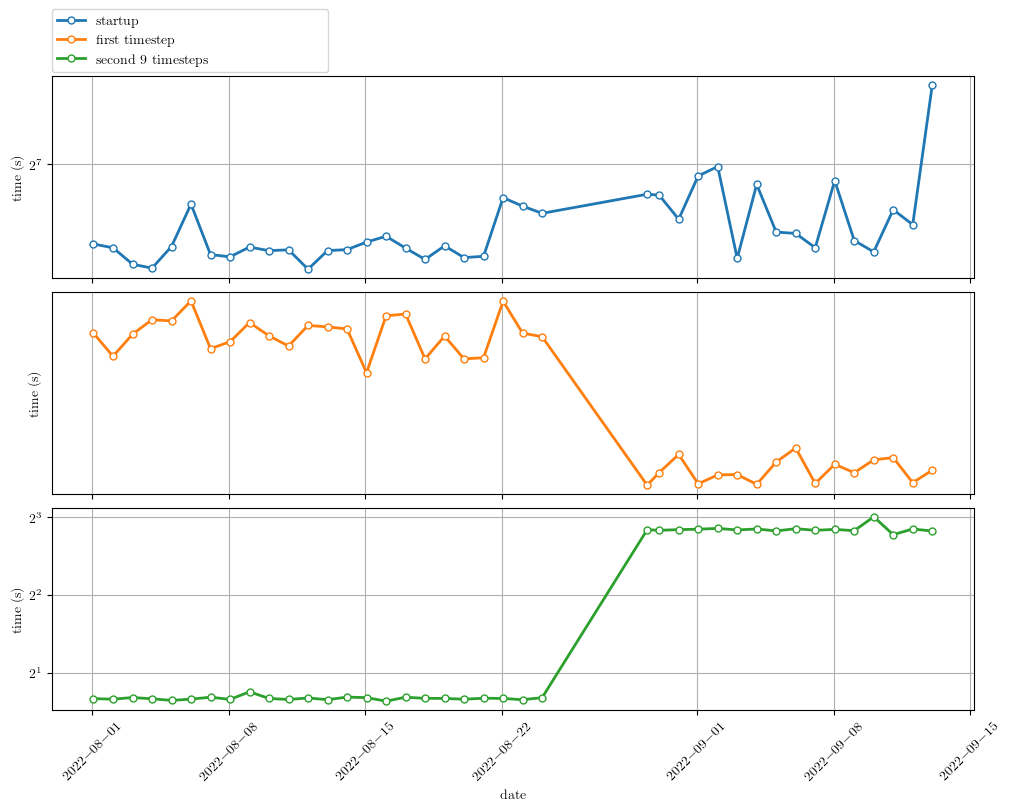 startup
first timestep
second 9 timesteps
time (s)
2^7
time (s)
time (s)
2^3
2^2
2^1
2022−08−01
2022−08−08
2022−08−15
2022−08−22
2022−09−01
2022−09−08
2022−09−15
date